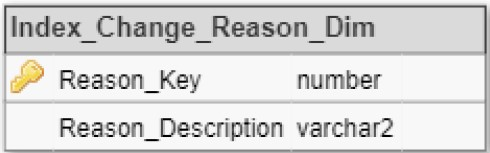 Index_Change_Reason_Dim
Reason_Key number
Reason_Description varchar2